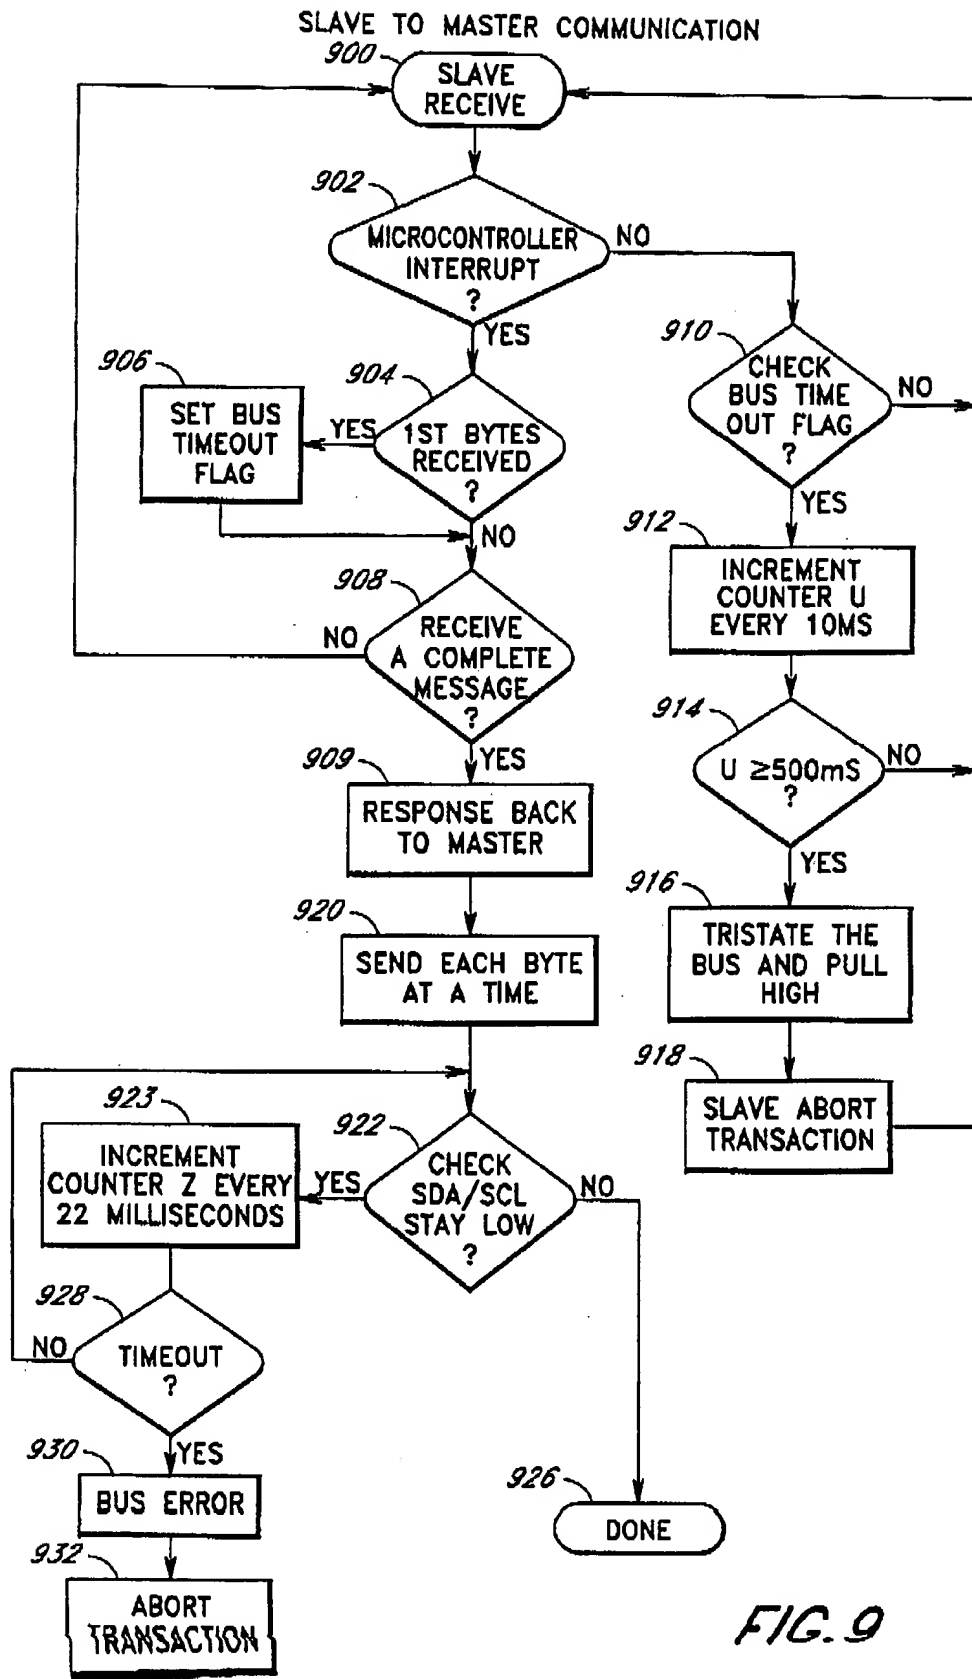 SLAVE TO MASTER COMMUNICATION
900
SLAVE
RECEIVE
902
MICROCONTROLLER
INTERRUPT
?
NO
YES
904
1ST BYTES
RECEIVED
?
YES
NO
906
SET BUS
TIMEOUT
FLAG
908
RECEIVE
A COMPLETE
MESSAGE
?
NO
YES
909
RESPONSE BACK
TO MASTER
920
SEND EACH BYTE
AT A TIME
922
CHECK
SDA/SCL
STAY LOW
?
YES
NO
923
INCREMENT
COUNTER Z EVERY
22 MILLISECONDS
928
TIMEOUT
?
NO
YES
930
BUS ERROR
932
ABORT
TRANSACTION
926
DONE
910
CHECK
BUS TIME
OUT FLAG
?
NO
YES
912
INCREMENT
COUNTER U
EVERY 10MS
914
U ≥500mS
?
NO
YES
916
TRISTATE THE
BUS AND PULL
HIGH
918
SLAVE ABORT
TRANSACTION
FIG. 9